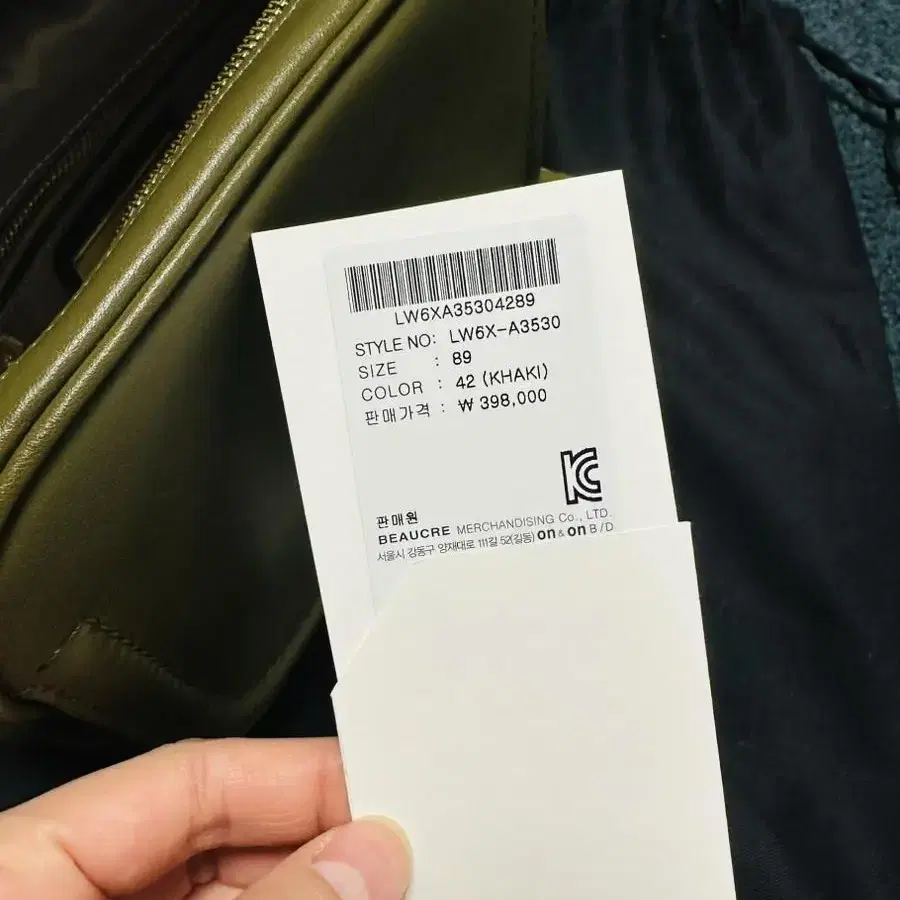 LW6XA35304289
STYLE NO: LW6X-A3530
SIZE : 89
COLOR : 42 (KHAKI)
판매가격 : ₩ 398,000
KC
판매원
BEAUCRE MERCHANDISING Co., LTD.
서울시 강동구 양재대로 111길 52(길동) on & on B/D